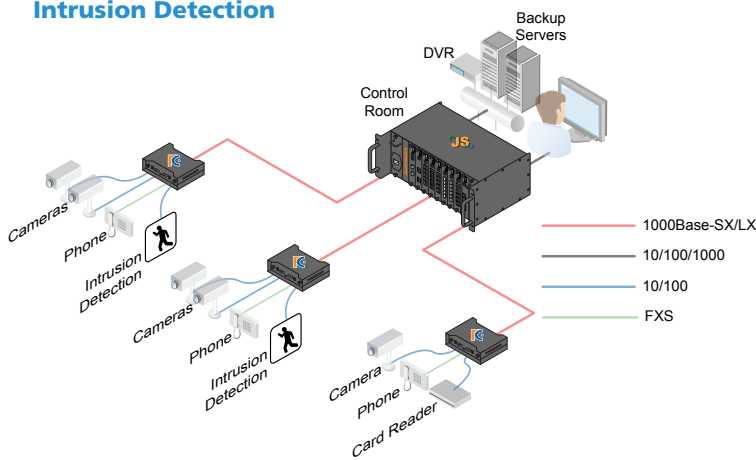 Intrusion Detection
Backup
Servers
DVR
Control
Room
JS
Cameras
Phone
Intrusion
Detection
Cameras
Phone
Intrusion
Detection
Camera
Phone
Card Reader
1000Base-SX/LX
10/100/1000
10/100
FXS